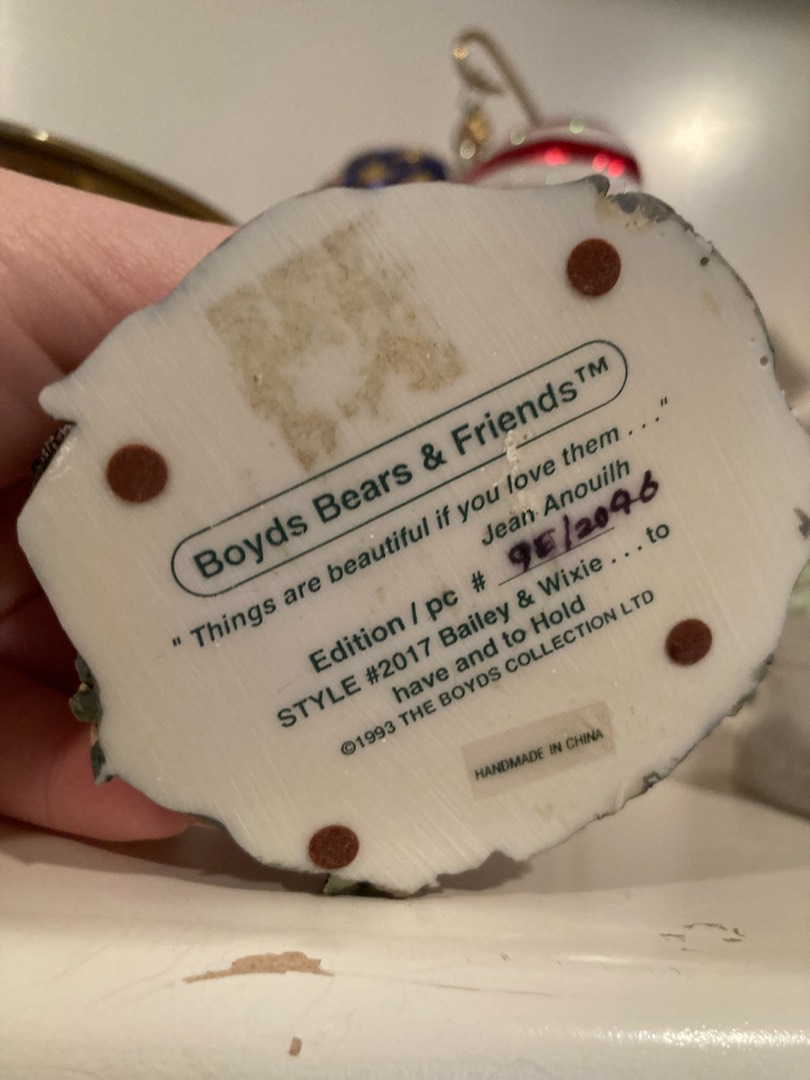 Boyds Bears & Friends™
" Things are beautiful if you love them . . . "
Jean Anouilh
Edition / pc # 9E/2096
STYLE #2017 Bailey & Wixie . . . to
have and to Hold
©1993 THE BOYDS COLLECTION LTD
HANDMADE IN CHINA